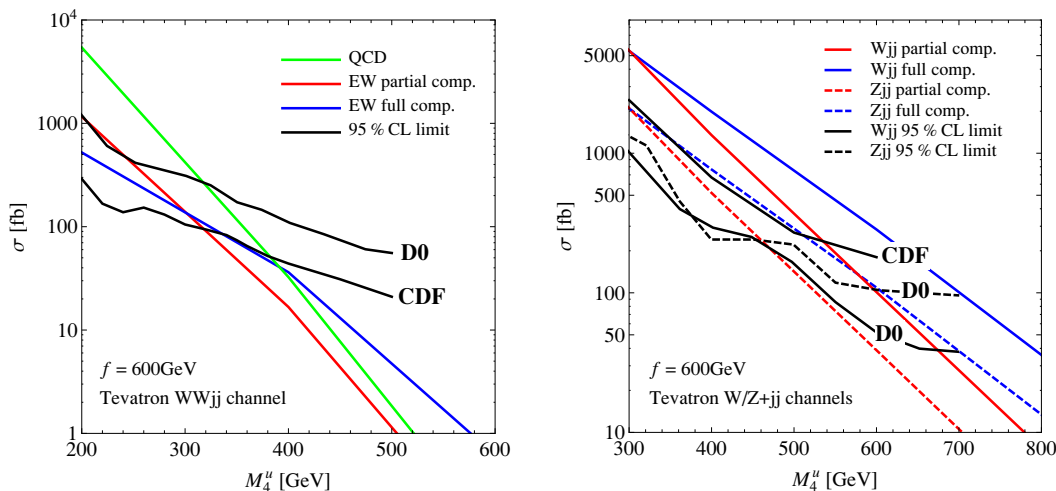 10^4
1000
100
10
1
σ [fb]
QCD
EW partial comp.
EW full comp.
95 % CL limit
D0
CDF
f = 600GeV
Tevatron WWjj channel
200 300 400 500 600
M_4^u [GeV]
5000
1000
500
100
50
10
σ [fb]
Wjj partial comp.
Wjj full comp.
Zjj partial comp.
Zjj full comp.
Wjj 95 % CL limit
Zjj 95 % CL limit
CDF
D0
D0
f = 600GeV
Tevatron W/Z+jj channels
300 400 500 600 700 800
M_4^u [GeV]